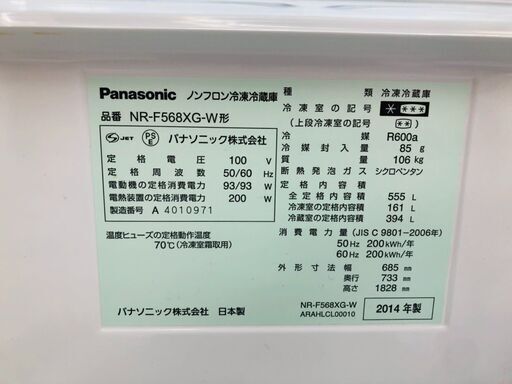 Panasonic ノンフロン冷凍冷蔵庫
品番 NR-F568XG-W形
JET PSE パナソニック株式会社
定格電圧 100 V
定格周波数 50/60 Hz
電動機の定格消費電力 93/93 W
電熱装置の定格消費電力 200 W
製造番号 A 4010971
温度ヒューズの定格動作温度
70℃(冷凍室霜取用)
パナソニック株式会社 日本製
種類 冷凍冷蔵庫
冷凍室の記号 ＊＊＊＊
(上段冷凍室の記号) ＊＊
冷媒 R600a
冷媒封入量 85 g
質量 106 kg
断熱発泡ガス シクロペンタン
定格内容積
全定格内容積 555 L
冷凍室の定格内容積 161 L
冷蔵室の定格内容積 394 L
消費電力量 (JIS C 9801-2006年)
50Hz 200 kWh/年
60Hz 200 kWh/年
外形寸法 幅 685 mm
奥行 733 mm
高さ 1828 mm
NR-F568XG-W
ARAHLCL00010
2014年製